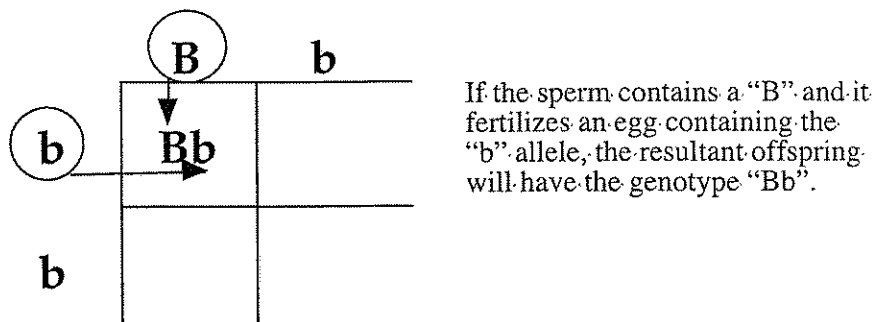 B b
b Bb
b
If the sperm contains a “B” and it
fertilizes an egg containing the
“b” allele, the resultant offspring
will have the genotype “Bb”.